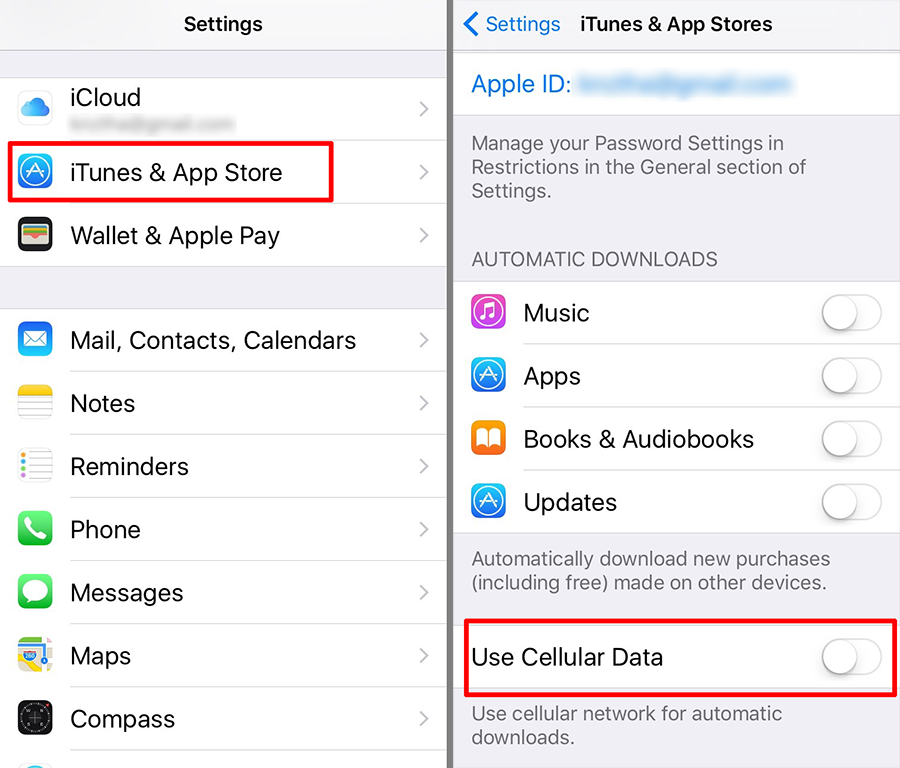 Settings
iCloud
iTunes & App Store
Wallet & Apple Pay
Mail, Contacts, Calendars
Notes
Reminders
Phone
Messages
Maps
Compass
Settings
iTunes & App Stores
Apple ID:
Manage your Password Settings in
Restrictions in the General section of
Settings.
AUTOMATIC DOWNLOADS
Music
Apps
Books & Audiobooks
Updates
Automatically download new purchases
(including free) made on other devices.
Use Cellular Data
Use cellular network for automatic
downloads.